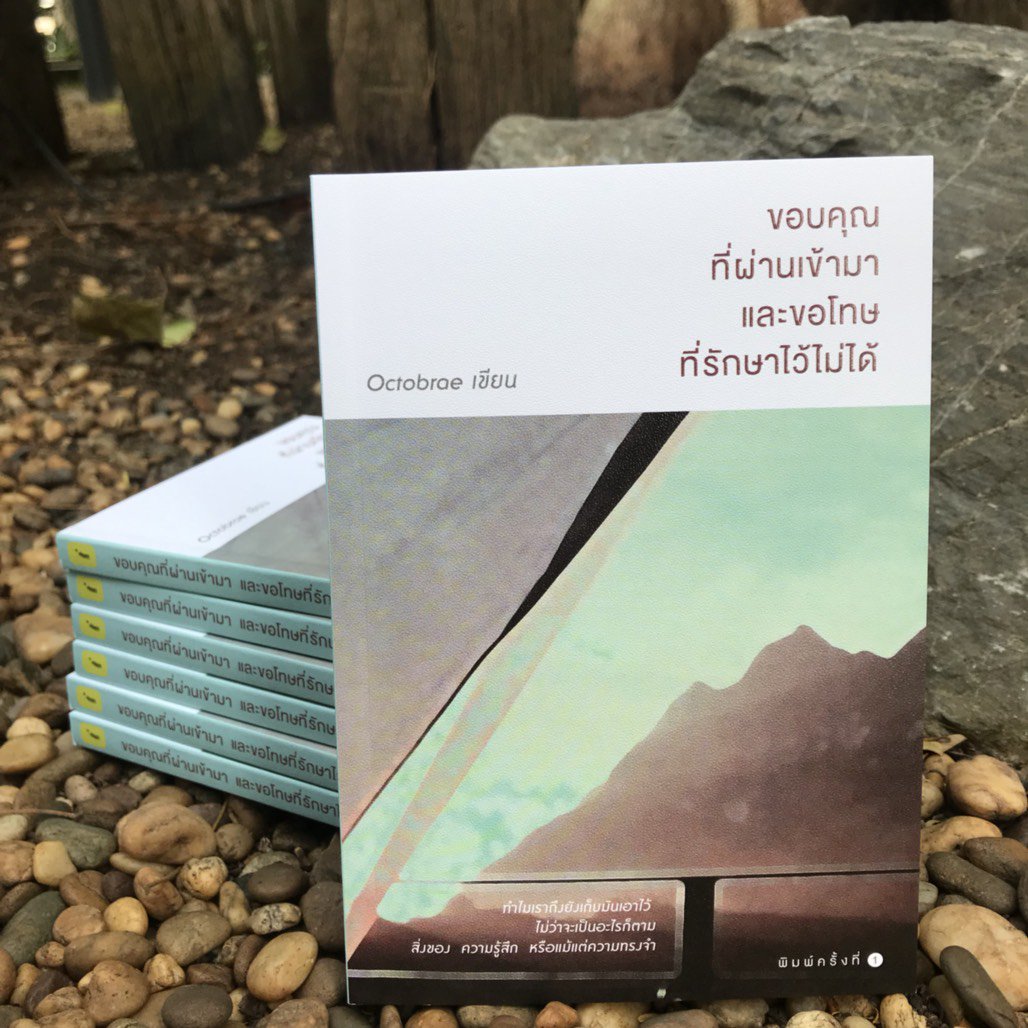 ขอบคุณ
ที่ผ่านเข้ามา
และขอโทษ
ที่รักษาไว้ไม่ได้
Octobrae เขียน
ทำไมเราถึงยังเก็บมันเอาไว้
ไม่ว่าจะเป็นอะไรก็ตาม
สิ่งของ ความรู้สึก หรือแม้แต่ความทรงจำ
พิมพ์ครั้งที่ 1
Octobrae เขียน
ขอบคุณที่ผ่านเข้ามา และขอโทษที่รัก
ขอบคุณที่ผ่านเข้ามา และขอโทษที่รัก
ขอบคุณที่ผ่านเข้ามา และขอโทษที่รัก
ขอบคุณที่ผ่านเข้ามา และขอโทษที่รัก
ขอบคุณที่ผ่านเข้ามา และขอโทษที่รักษา
ขอบคุณที่ผ่านเข้ามา และขอโทษที่รักษา